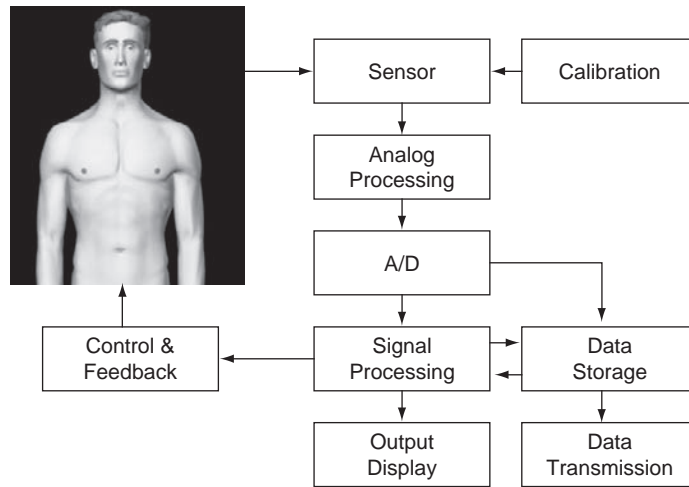 Sensor
Calibration
Analog
Processing
A/D
Control &
Feedback
Signal
Processing
Data
Storage
Output
Display
Data
Transmission